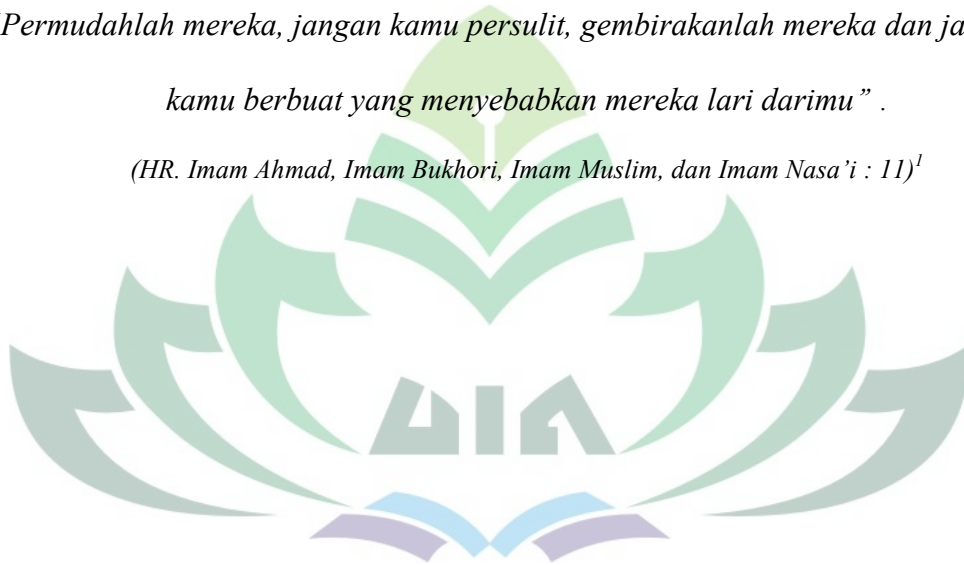 Permudahlah mereka, jangan kamu persulit, gembirakanlah mereka dan ja
kamu berbuat yang menyebabkan mereka lari darimu” .
(HR. Imam Ahmad, Imam Bukhori, Imam Muslim, dan Imam Nasa’i : 11)1
UIN